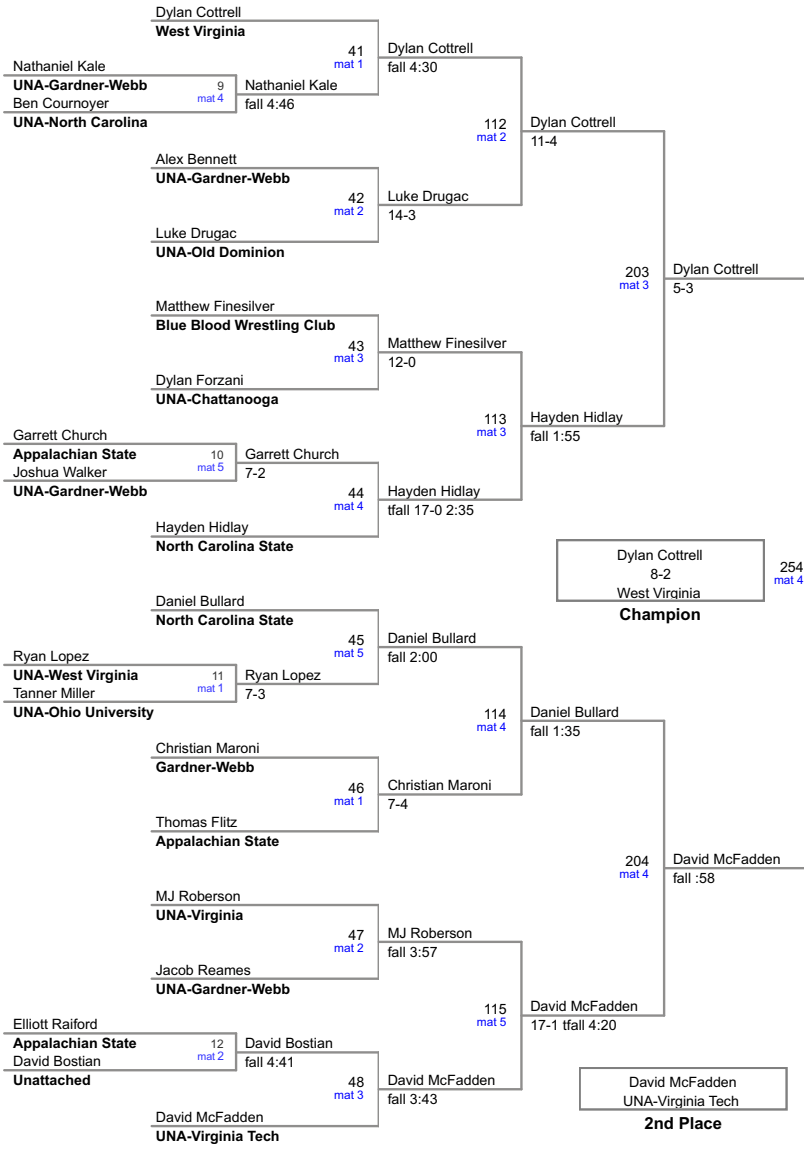 Dylan Cottrell
West Virginia
41
mat 1
Dylan Cottrell
fall 4:30
Nathaniel Kale
UNA-Gardner-Webb
9
mat 4
Nathaniel Kale
fall 4:46
Ben Cournoyer
UNA-North Carolina
112
mat 2
Dylan Cottrell
11-4
Alex Bennett
UNA-Gardner-Webb
42
mat 2
Luke Drugac
14-3
Luke Drugac
UNA-Old Dominion
203
mat 3
Dylan Cottrell
5-3
Matthew Finesilver
Blue Blood Wrestling Club
43
mat 3
Matthew Finesilver
12-0
Dylan Forzani
UNA-Chattanooga
113
mat 3
Hayden Hidlay
fall 1:55
Garrett Church
Appalachian State
10
mat 5
Garrett Church
7-2
Joshua Walker
UNA-Gardner-Webb
44
mat 4
Hayden Hidlay
tfall 17-0 2:35
Hayden Hidlay
North Carolina State
Dylan Cottrell
8-2
West Virginia
Champion
254
mat 4
Daniel Bullard
North Carolina State
45
mat 5
Daniel Bullard
fall 2:00
Ryan Lopez
UNA-West Virginia
11
mat 1
Ryan Lopez
7-3
Tanner Miller
UNA-Ohio University
114
mat 4
Daniel Bullard
fall 1:35
Christian Maroni
Gardner-Webb
46
mat 1
Christian Maroni
7-4
Thomas Flitz
Appalachian State
204
mat 4
David McFadden
fall :58
MJ Roberson
UNA-Virginia
47
mat 2
MJ Roberson
fall 3:57
Jacob Reames
UNA-Gardner-Webb
115
mat 5
David McFadden
17-1 tfall 4:20
Elliott Raiford
Appalachian State
12
mat 2
David Bostian
fall 4:41
David Bostian
Unattached
48
mat 3
David McFadden
fall 3:43
David McFadden
UNA-Virginia Tech
David McFadden
UNA-Virginia Tech
2nd Place